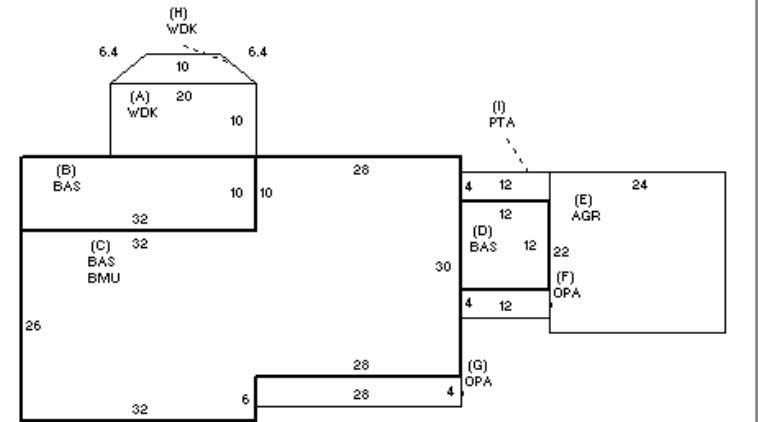 (H)
WDK
6.4
6.4
10
(A)
20
WDK
10
(I)
PTA
(B)
BAS
28
4
12
24
10
10
12
(E)
AGR
32
(D)
BAS
(C)
32
BAS
BMU
12
22
30
(F)
OPA
4
12
26
28
(G)
OPA
6
28
4
32